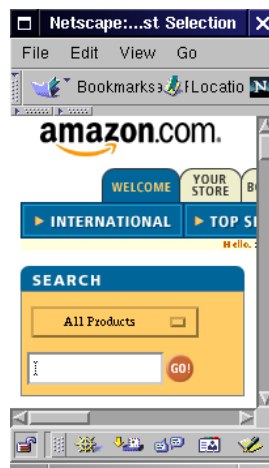 Netscape:...st Selection
File Edit View Go
Bookmarks Locatio N
amazon.com.
WELCOME YOUR STORE
INTERNATIONAL TOP S
Hello.
SEARCH
All Products
GO!